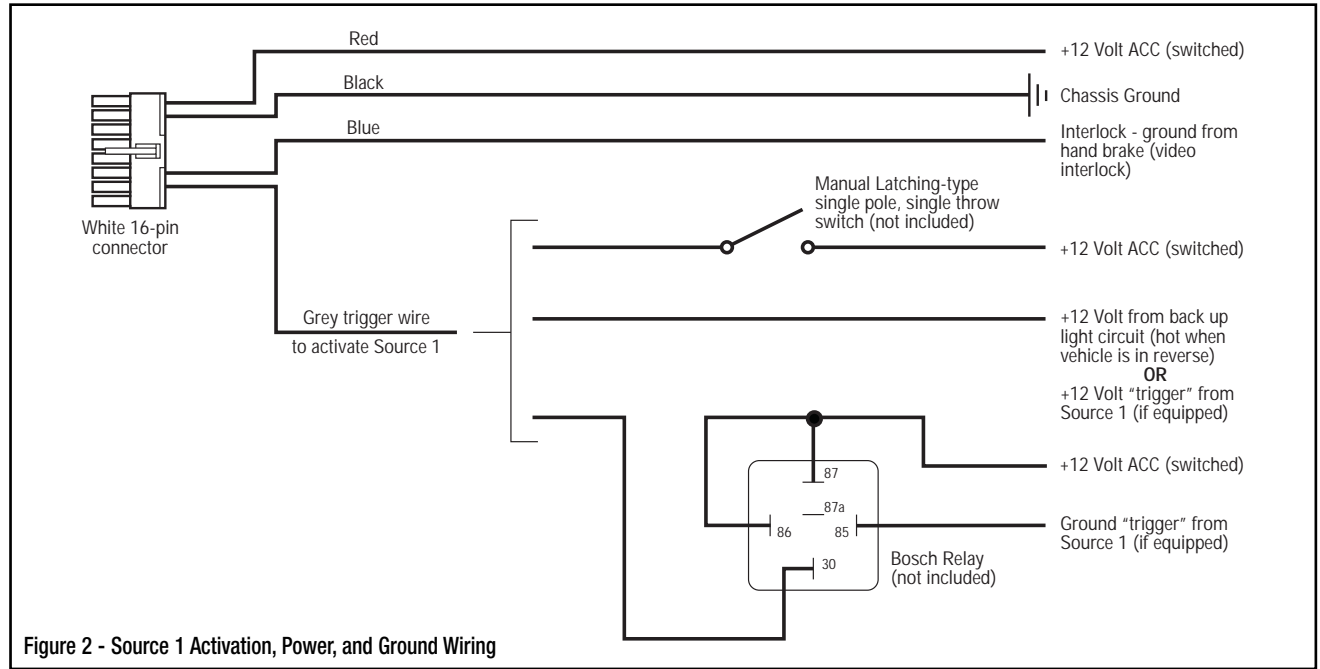 Red
+12 Volt ACC (switched)
Black
Chassis Ground
Blue
Interlock - ground from
hand brake (video
interlock)
White 16-pin
connector
Manual Latching-type
single pole, single throw
switch (not included)
+12 Volt ACC (switched)
Grey trigger wire
to activate Source 1
+12 Volt from back up
light circuit (hot when
vehicle is in reverse)
OR
+12 Volt “trigger” from
Source 1 (if equipped)
+12 Volt ACC (switched)
87
87a
86
85
30
Ground “trigger” from
Source 1 (if equipped)
Bosch Relay
(not included)
Figure 2 - Source 1 Activation, Power, and Ground Wiring